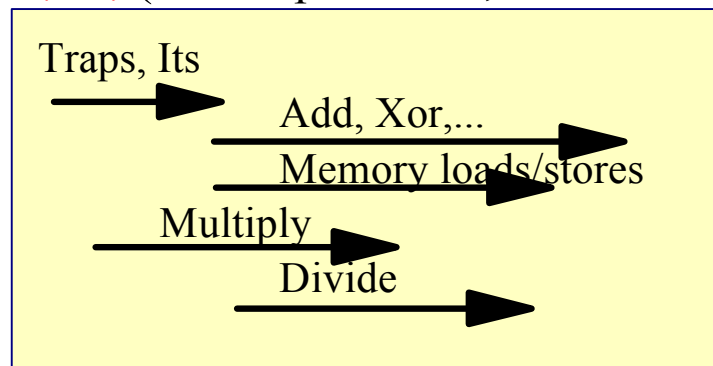 Traps, Its
Add, Xor,...
Memory loads/stores
Multiply
Divide